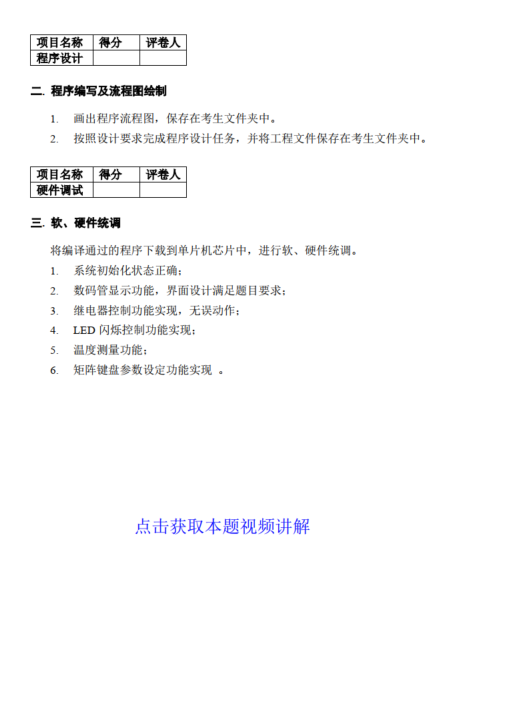 项目名称 得分 评卷人
程序设计
二. 程序编写及流程图绘制
1. 画出程序流程图，保存在考生文件夹中。
2. 按照设计要求完成程序设计任务，并将工程文件保存在考生文件夹中。
项目名称 得分 评卷人
硬件调试
三. 软、硬件统调
将编译通过的程序下载到单片机芯片中，进行软、硬件统调。
1. 系统初始化状态正确；
2. 数码管显示功能，界面设计满足题目要求；
3. 继电器控制功能实现，无误动作；
4. LED 闪烁控制功能实现；
5. 温度测量功能；
6. 矩阵键盘参数设定功能实现 。
点击获取本题视频讲解